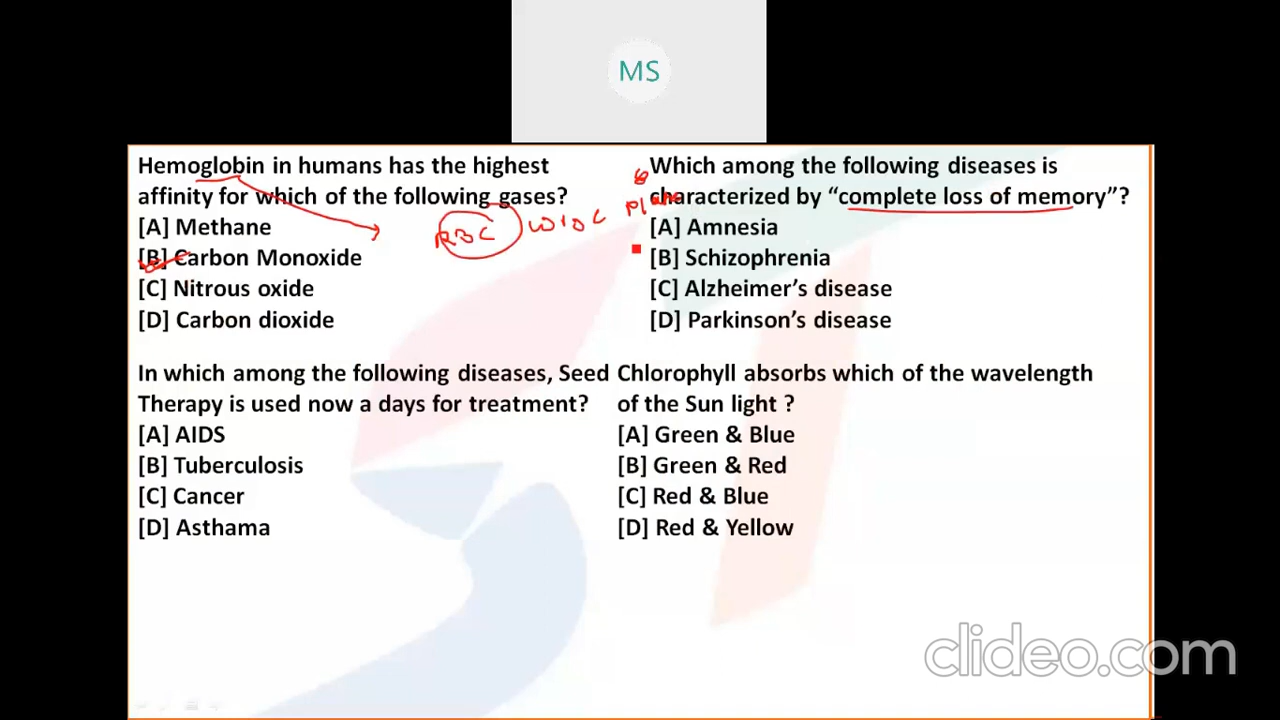 MS
Hemoglobin in humans has the highest
affinity for which of the following gases?
[A] Methane
[B] Carbon Monoxide
[C] Nitrous oxide
[D] Carbon dioxide
RBC WBC
Which among the following diseases is
characterized by “complete loss of memory”?
[A] Amnesia
[B] Schizophrenia
[C] Alzheimer’s disease
[D] Parkinson’s disease
In which among the following diseases, Seed
Therapy is used now a days for treatment?
[A] AIDS
[B] Tuberculosis
[C] Cancer
[D] Asthama
Chlorophyll absorbs which of the wavelength
of the Sun light ?
[A] Green & Blue
[B] Green & Red
[C] Red & Blue
[D] Red & Yellow
clideo.com